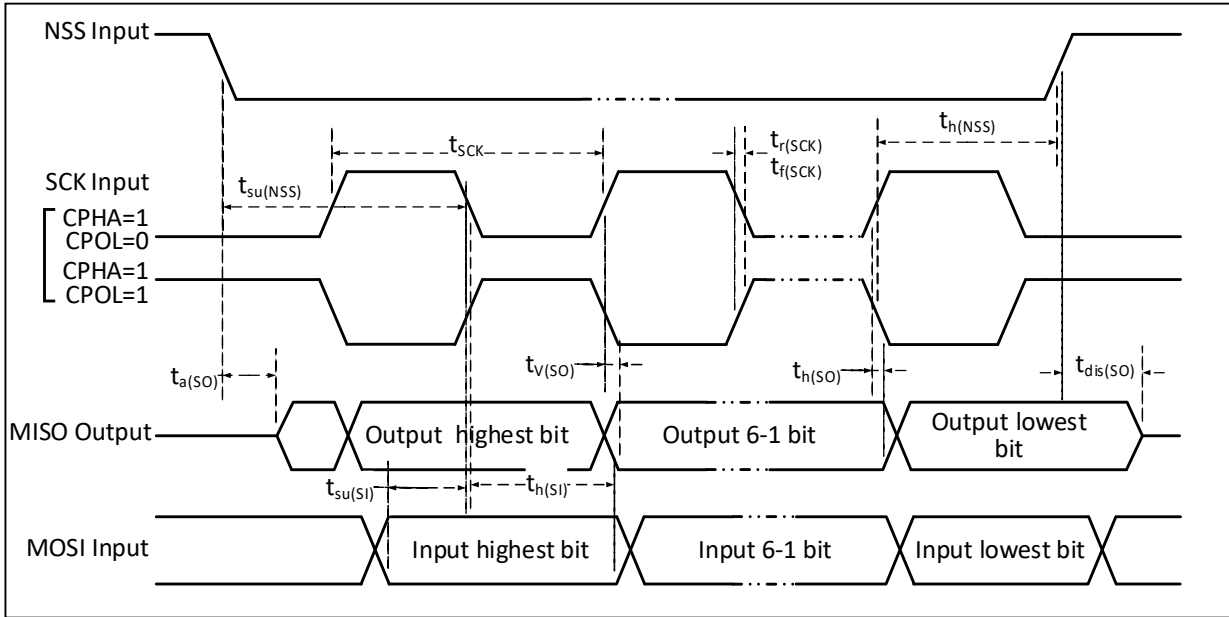 NSS Input
th(NSS)
tSCK
tr(SCK)
tf(SCK)
SCK Input
tsu(NSS)
CPHA=1
CPOL=0
CPHA=1
CPOL=1
ta(SO)
tV(SO)
th(SO)
tdis(SO)
MISO Output
Output highest bit
Output 6-1 bit
Output lowest
bit
tsu(SI)
th(SI)
MOSI Input
Input highest bit
Input 6-1 bit
Input lowest bit